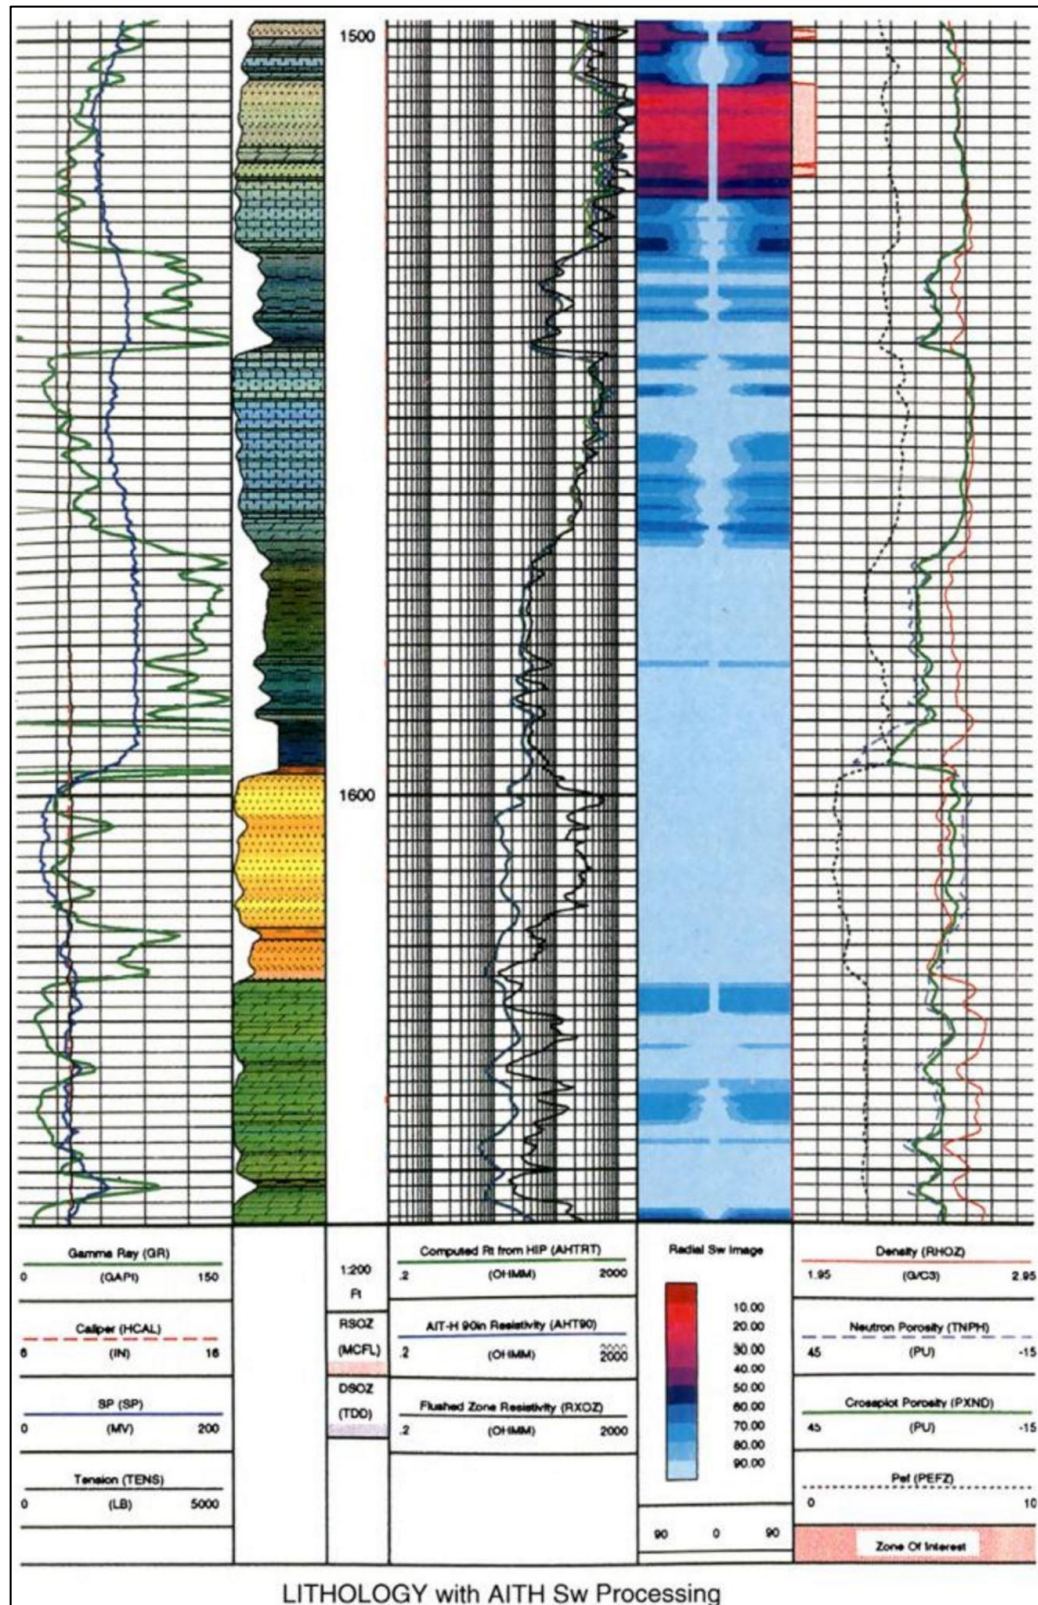 1500
1600
Gamma Ray (GR)
0 (GAPI) 150
Caliper (HCAL)
6 (IN) 16
SP (SP)
0 (MV) 200
Tension (TENS)
0 (LB) 5000
1:200
Ft
RSOZ
(MCFL)
DSOZ
(TDD)
Computed Rt from HIP (AHTRT)
.2 (OHMM) 2000
AIT-H 90in Resistivity (AHT90)
.2 (OHMM) 2000
Flushed Zone Resistivity (RXOZ)
.2 (OHMM) 2000
Radial Sw Image
10.00
20.00
30.00
40.00
50.00
60.00
70.00
80.00
90.00
90 0 90
Density (RHOZ)
1.95 (G/C3) 2.95
Neutron Porosity (TNPH)
45 (PU) -15
Crossplot Porosity (PXND)
45 (PU) -15
Pef (PEFZ)
0 10
Zone Of Interest
LITHOLOGY with AITH Sw Processing